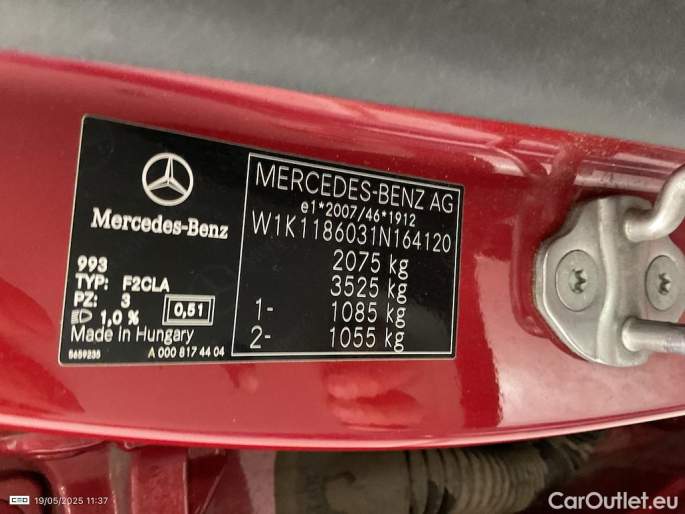 Mercedes-Benz
993
TYP: F2CLA
PZ: 3
1,0 %
0,51
Made in Hungary
5659235
A 000 817 44 04
MERCEDES-BENZ AG
e1*2007/46*1912
W1K1186031N164120
2075 kg
3525 kg
1- 1085 kg
2- 1055 kg
CED 19/05/2025 11:37
CarOutlet.eu